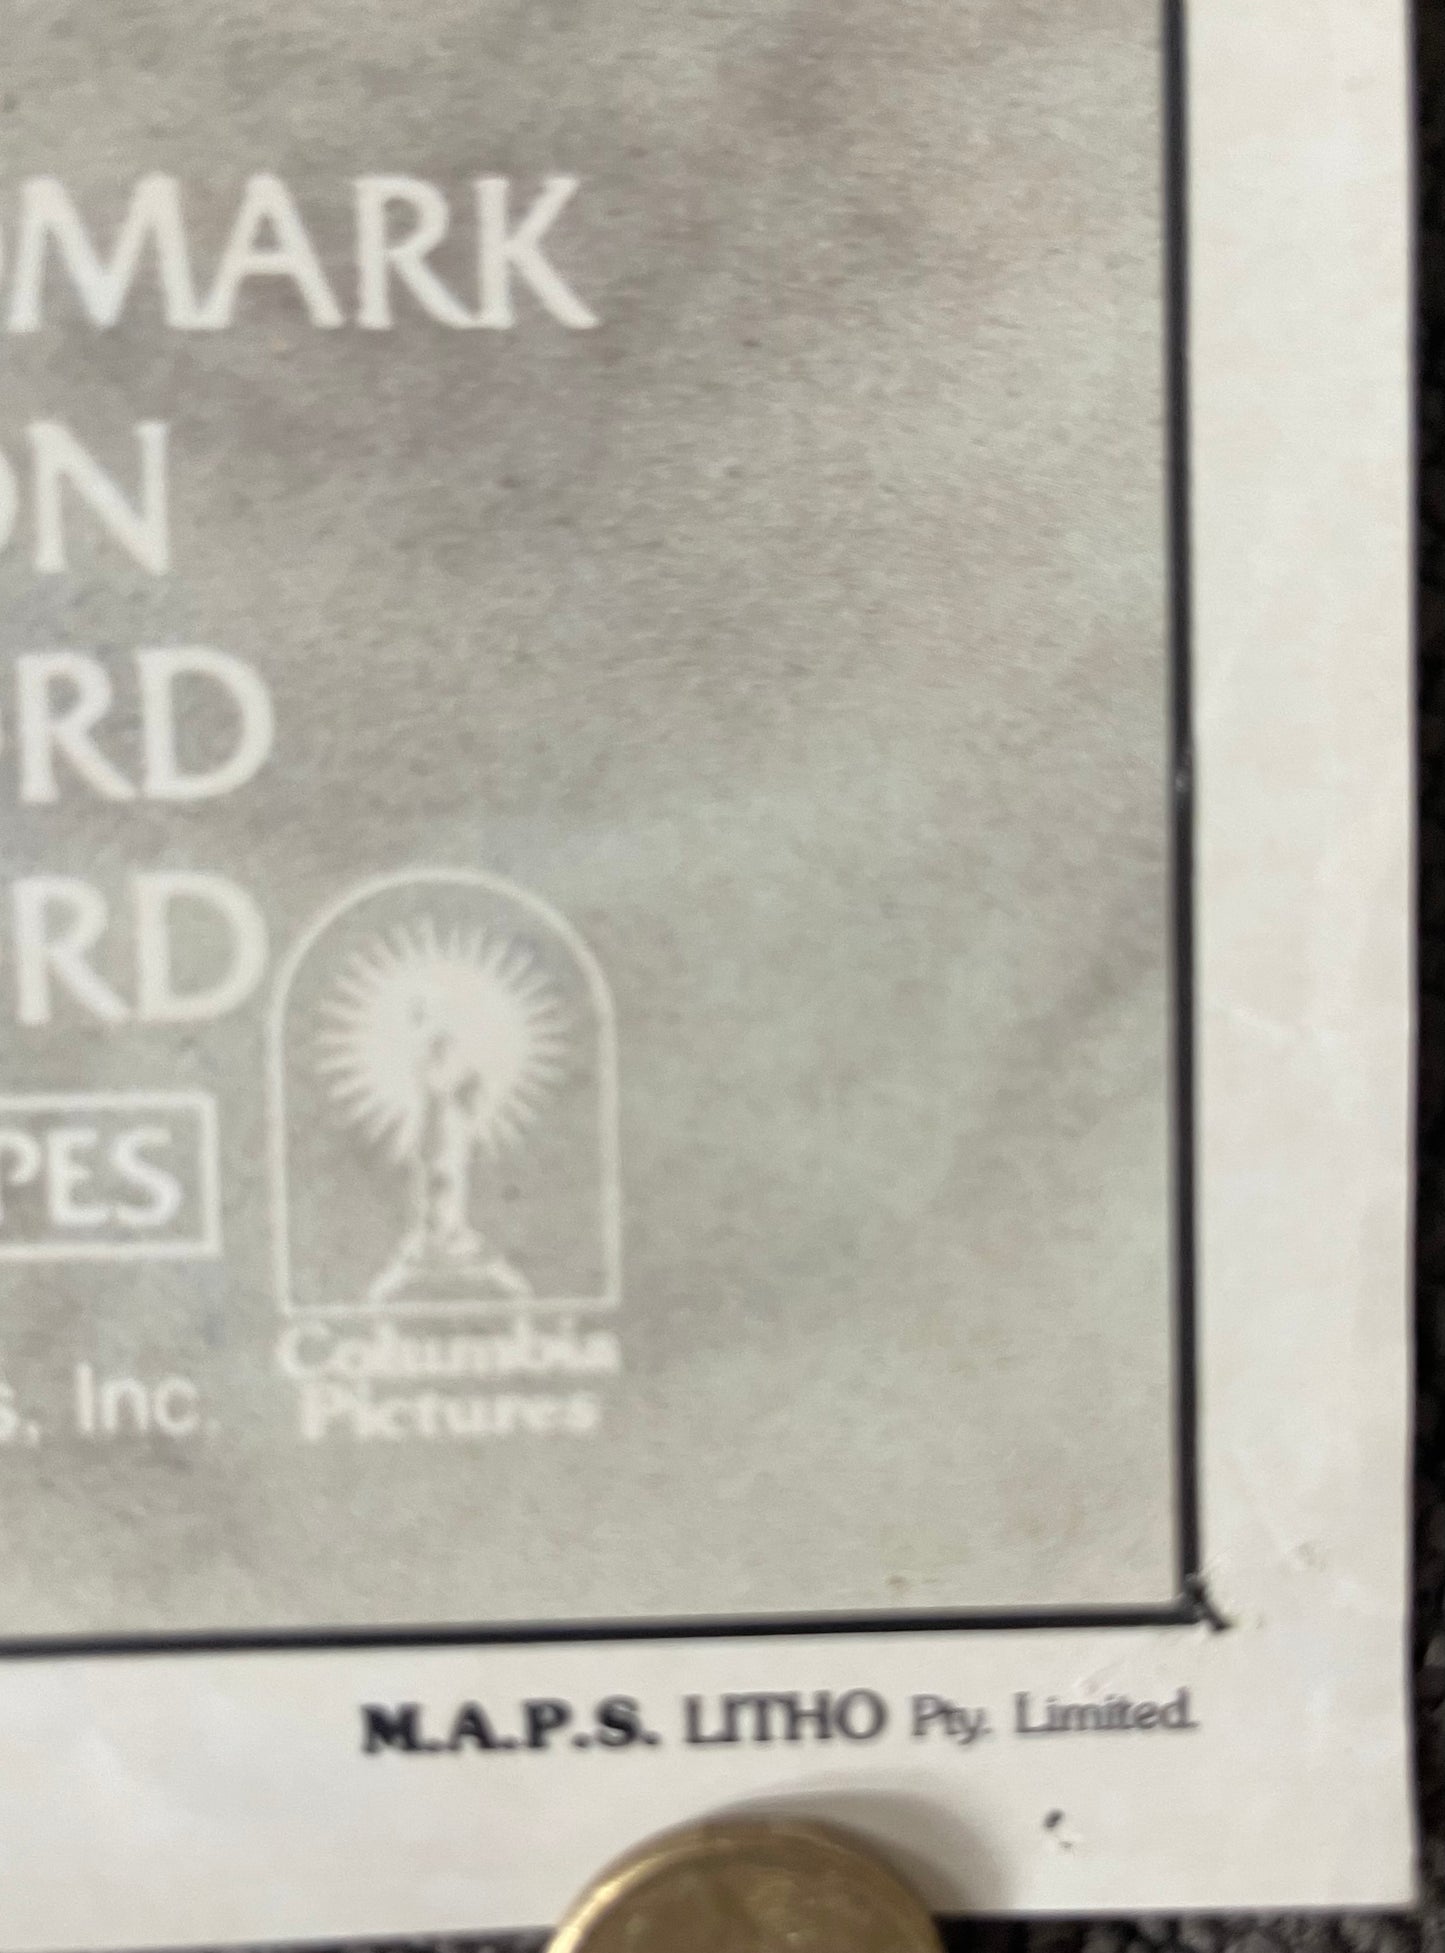 MARK
ON
RD
RD
PES
s, Inc.
Columbia
Pictures
M.A.P.S. LITHO Pty. Limited.